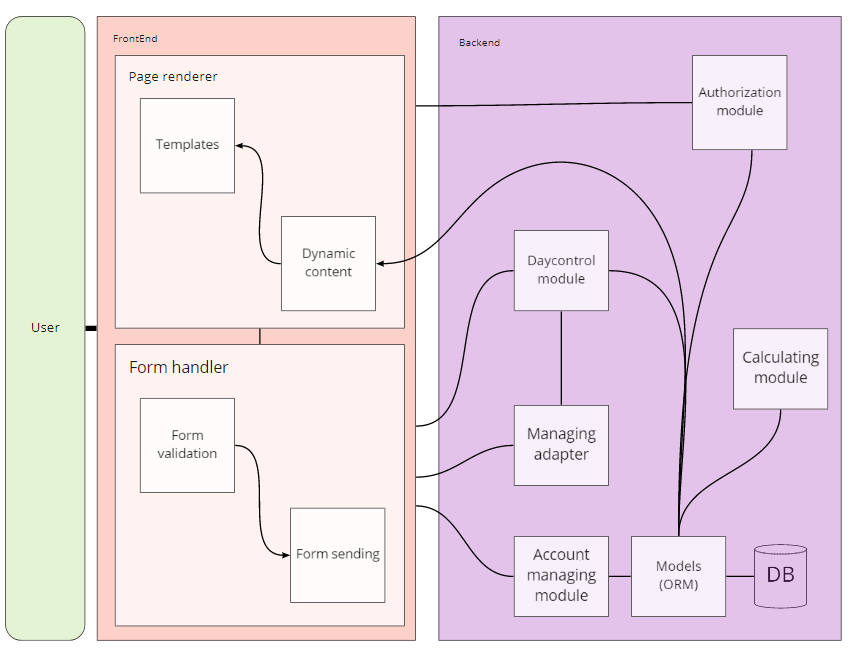 User
FrontEnd
Page renderer
Templates
Dynamic
content
Form handler
Form
validation
Form sending
Backend
Authorization
module
Daycontrol
module
Calculating
module
Managing
adapter
Account
managing
module
Models
(ORM)
DB